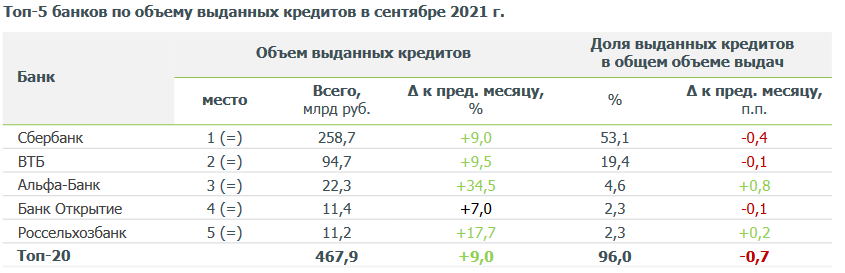 Топ-5 банков по объему выданных кредитов в сентябре 2021 г.
Банк Объем выданных кредитов Доля выданных кредитов
в общем объеме выдач
место Всего,
млрд руб. Δ к пред. месяцу,
% % Δ к пред. месяцу,
п.п.
Сбербанк 1 (=) 258,7 +9,0 53,1 -0,4
ВТБ 2 (=) 94,7 +9,5 19,4 -0,1
Альфа-Банк 3 (=) 22,3 +34,5 4,6 +0,8
Банк Открытие 4 (=) 11,4 +7,0 2,3 -0,1
Россельхозбанк 5 (=) 11,2 +17,7 2,3 +0,2
Топ-20 467,9 +9,0 96,0 -0,7